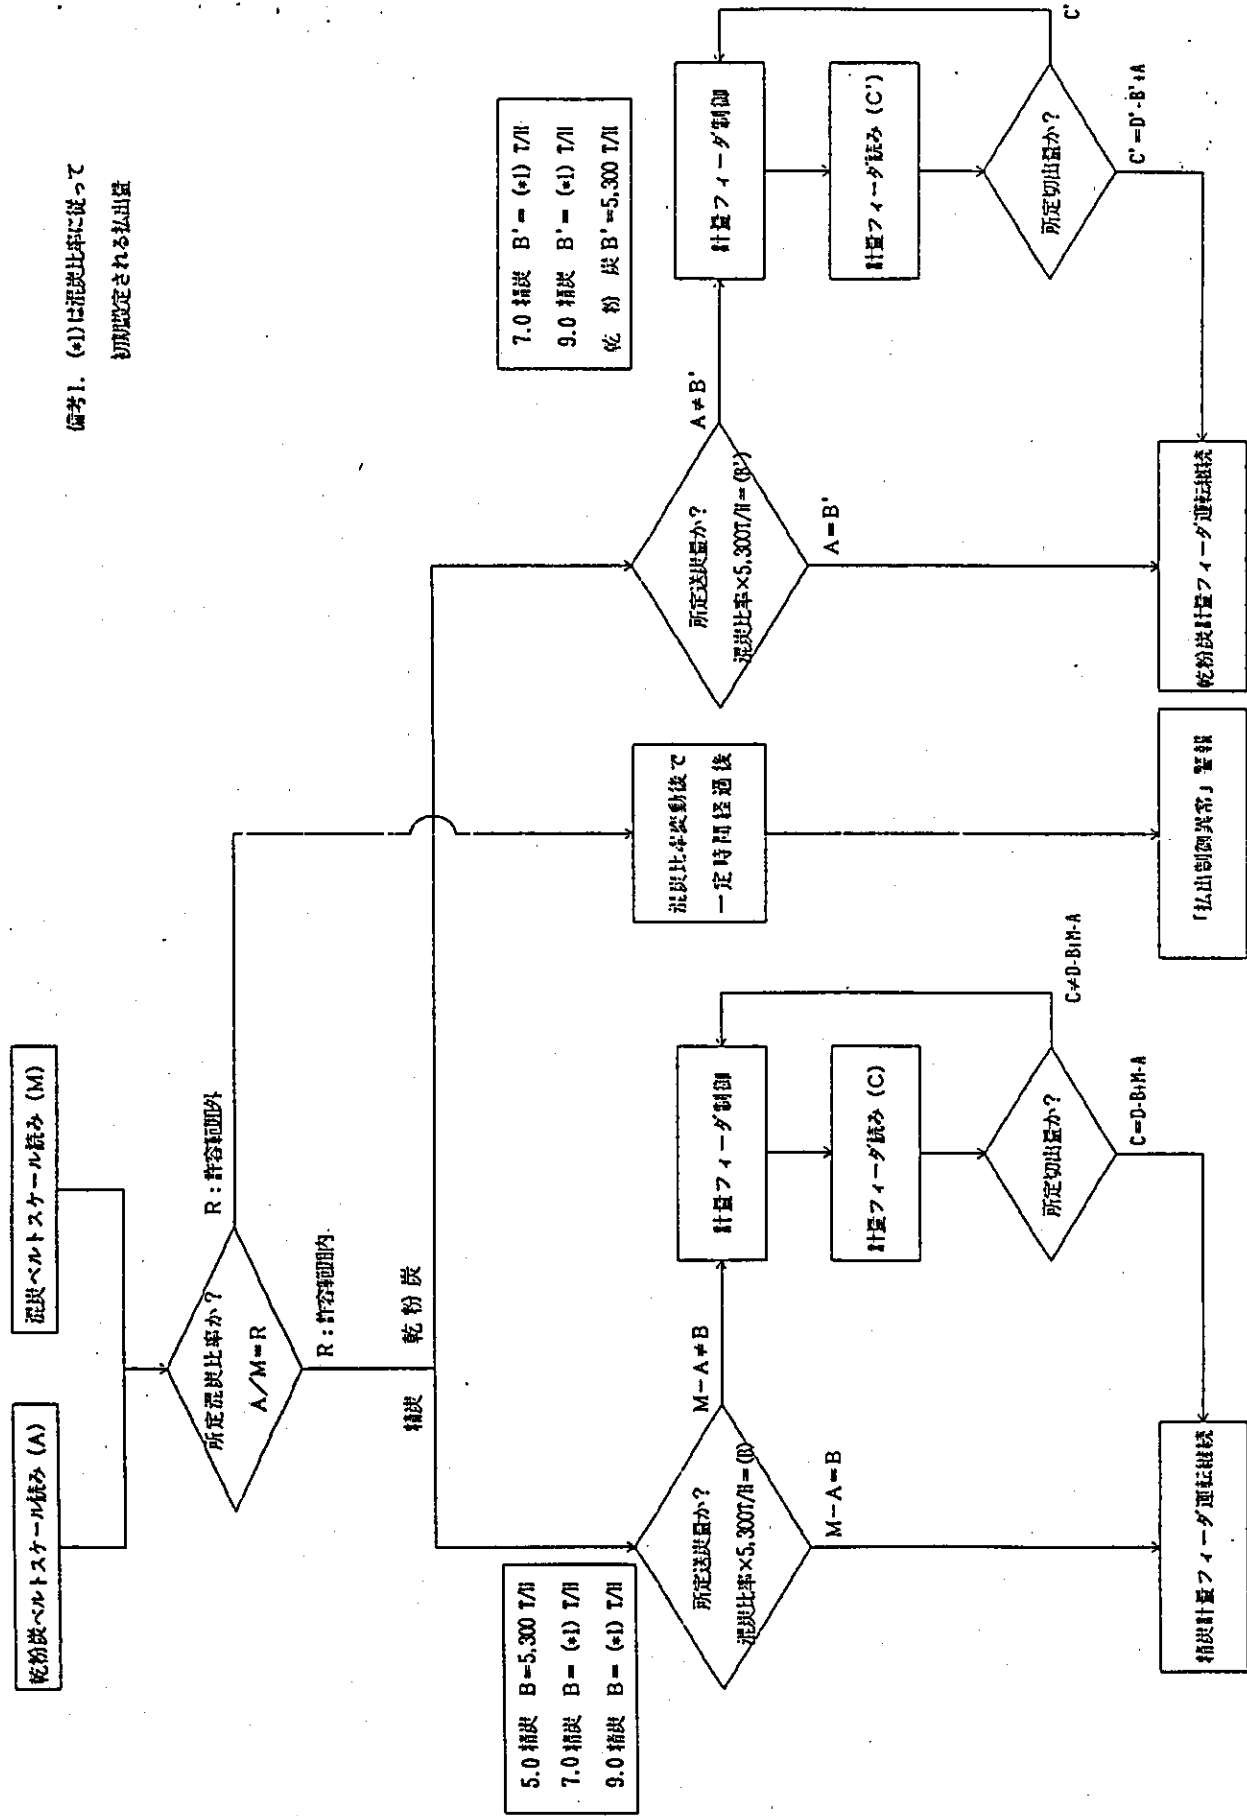 乾粉炭ベルトスケール読み (A)
混炭ベルトスケール読み (M)
備考1. (*1)は混炭比率に従って
初期設定される払出量
所定混炭比率か?
A/M=R
R:許容範囲外
R:許容範囲内
精炭
乾粉炭
5.0 精炭 B=5,300 T/H
7.0 精炭 B= (*1) T/H
9.0 精炭 B= (*1) T/H
所定送炭量か?
混炭比率×5,300T/H=(B)
M-A≠B
M-A=B
計量フィーダ制御
計量フィーダ読み (C)
所定切出量か?
C≠D-B+M-A
C=D-B+M-A
精炭計量フィーダ運転継続
混炭比率変動後で
一定時間経過後
「払出制御異常」警報
7.0 精炭 B'= (*1) T/H
9.0 精炭 B'= (*1) T/H
乾粉炭 B'=5,300 T/H
所定送炭量か?
混炭比率×5,300T/H=(B')
A≠B'
A=B'
計量フィーダ制御
計量フィーダ読み (C')
所定切出量か?
C'
C'=D'-B'+A
乾粉炭計量フィーダ運転継続